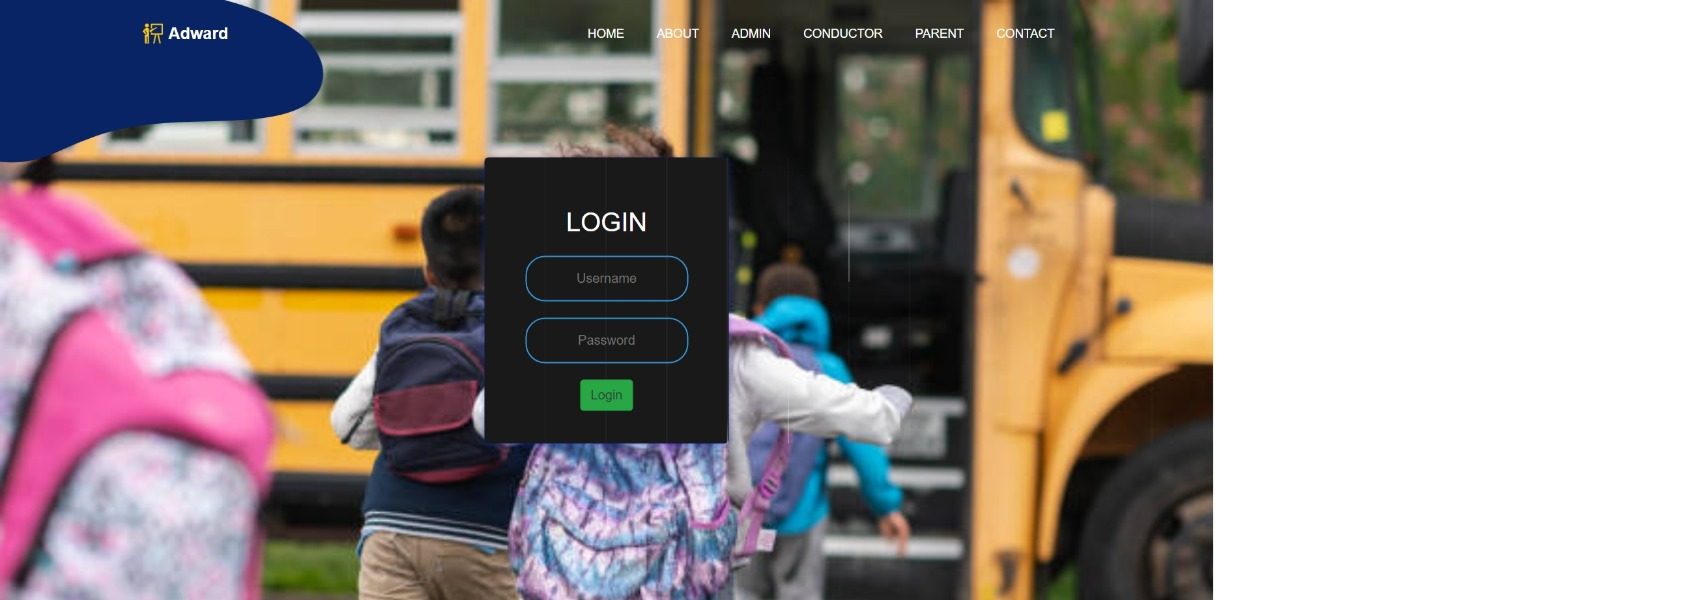 Adward
HOME ABOUT ADMIN CONDUCTOR PARENT CONTACT
LOGIN
Username
Password
Login